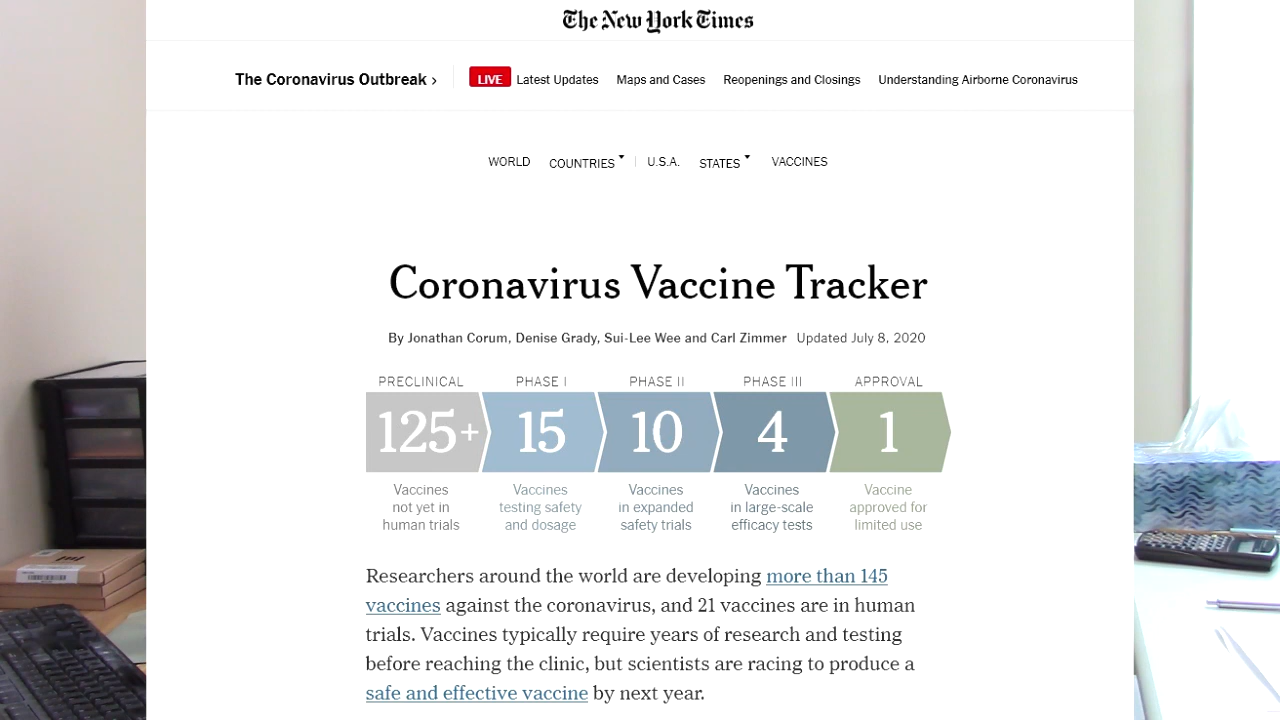 The New York Times
The Coronavirus Outbreak ›
LIVE Latest Updates Maps and Cases Reopenings and Closings Understanding Airborne Coronavirus
WORLD COUNTRIES U.S.A. STATES VACCINES
Coronavirus Vaccine Tracker
By Jonathan Corum, Denise Grady, Sui-Lee Wee and Carl Zimmer Updated July 8, 2020
PRECLINICAL PHASE I PHASE II PHASE III APPROVAL
125+ 15 10 4 1
Vaccines not yet in human trials
Vaccines testing safety and dosage
Vaccines in expanded safety trials
Vaccines in large-scale efficacy tests
Vaccine approved for limited use
Researchers around the world are developing more than 145
vaccines against the coronavirus, and 21 vaccines are in human
trials. Vaccines typically require years of research and testing
before reaching the clinic, but scientists are racing to produce a
safe and effective vaccine by next year.